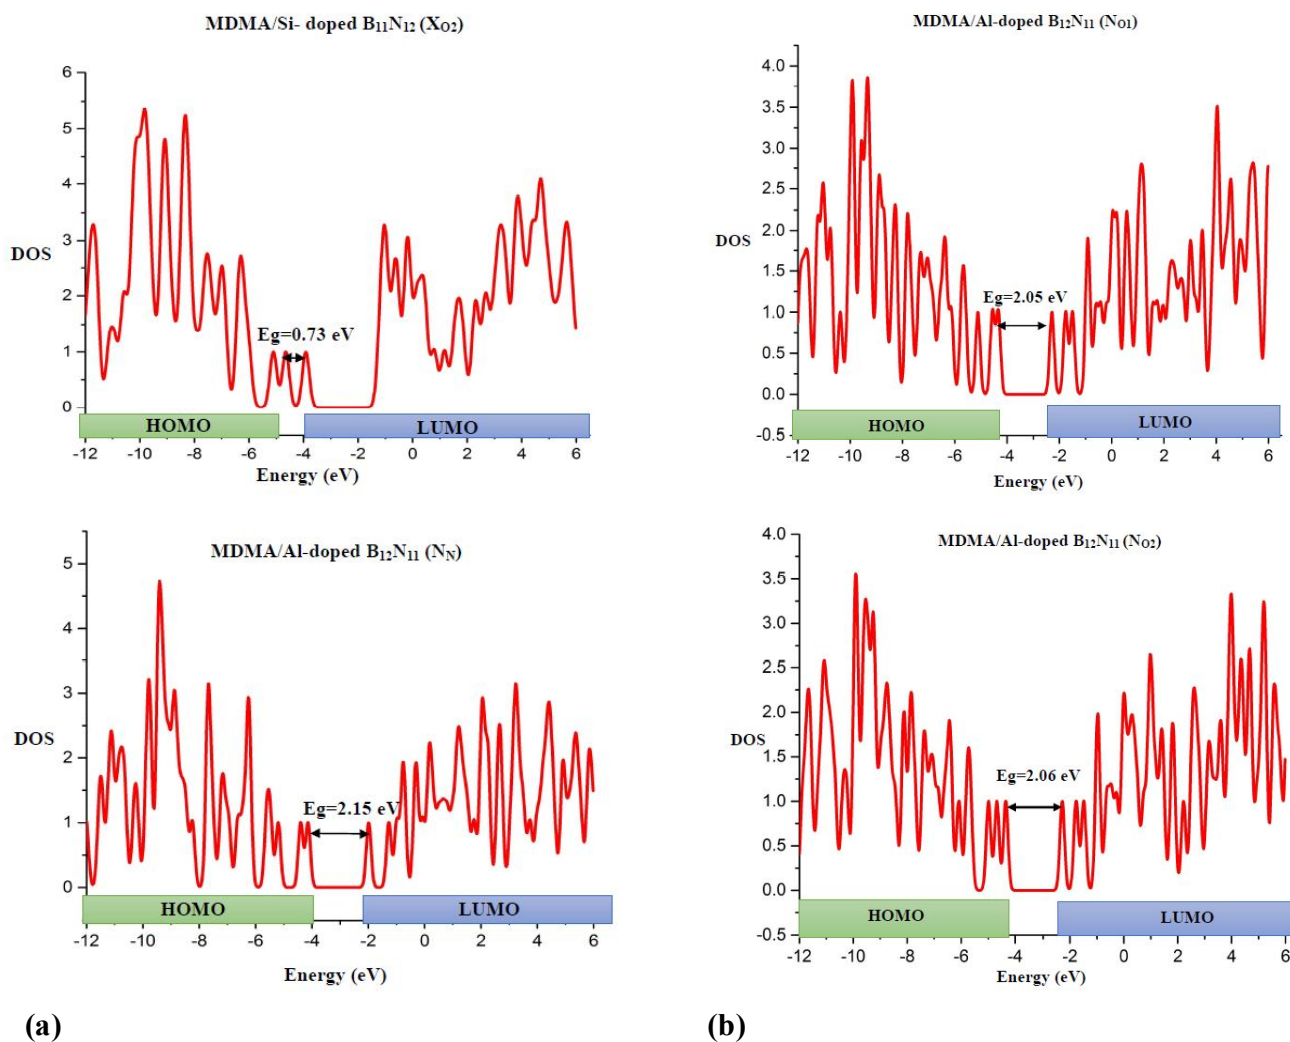 MDMA/Si- doped B₁₁N₁₂ (X_O2)
6
5
4
3
2
1
0
DOS
Eg=0.73 eV
HOMO
LUMO
-12 -10 -8 -6 -4 -2 0 2 4 6
Energy (eV)
MDMA/Al-doped B₁₂N₁₁ (N_O1)
4.0
3.5
3.0
2.5
2.0
1.5
1.0
0.5
0.0
-0.5
DOS
Eg=2.05 eV
HOMO
LUMO
-12 -10 -8 -6 -4 -2 0 2 4 6
Energy (eV)
MDMA/Al-doped B₁₂N₁₁ (N_N)
5
4
3
2
1
0
DOS
Eg=2.15 eV
HOMO
LUMO
-12 -10 -8 -6 -4 -2 0 2 4 6
Energy (eV)
MDMA/Al-doped B₁₂N₁₁ (N_O2)
4.0
3.5
3.0
2.5
2.0
1.5
1.0
0.5
0.0
-0.5
DOS
Eg=2.06 eV
HOMO
LUMO
-12 -10 -8 -6 -4 -2 0 2 4 6
Energy (eV)
(a)
(b)